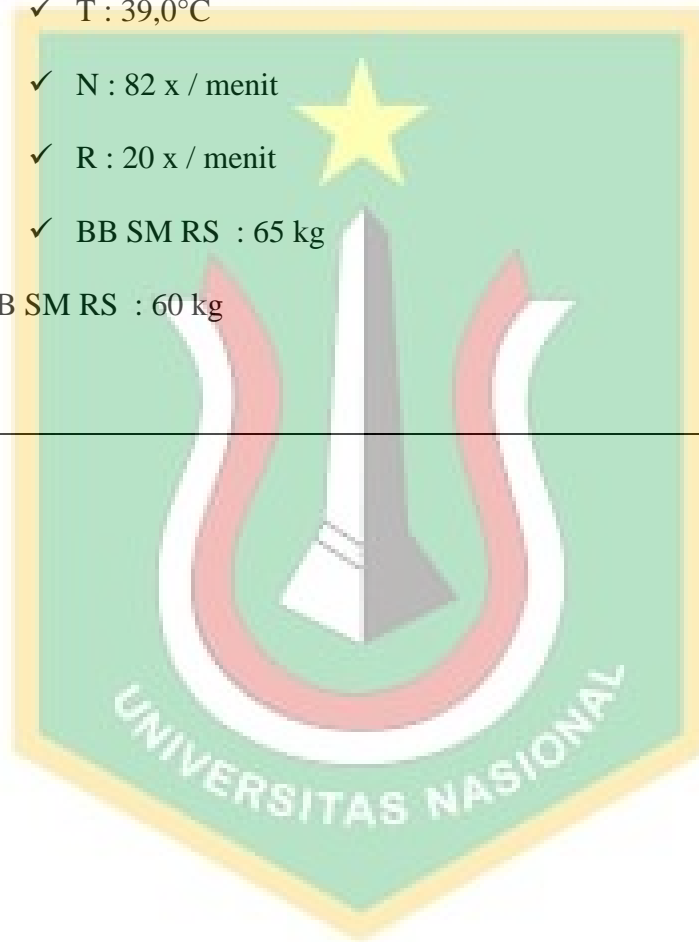 ✓ T : 39,0°C
✓ N : 82 x / menit
✓ R : 20 x / menit
✓ BB SM RS : 65 kg
B SM RS : 60 kg
UNIVERSITAS NASIONAL